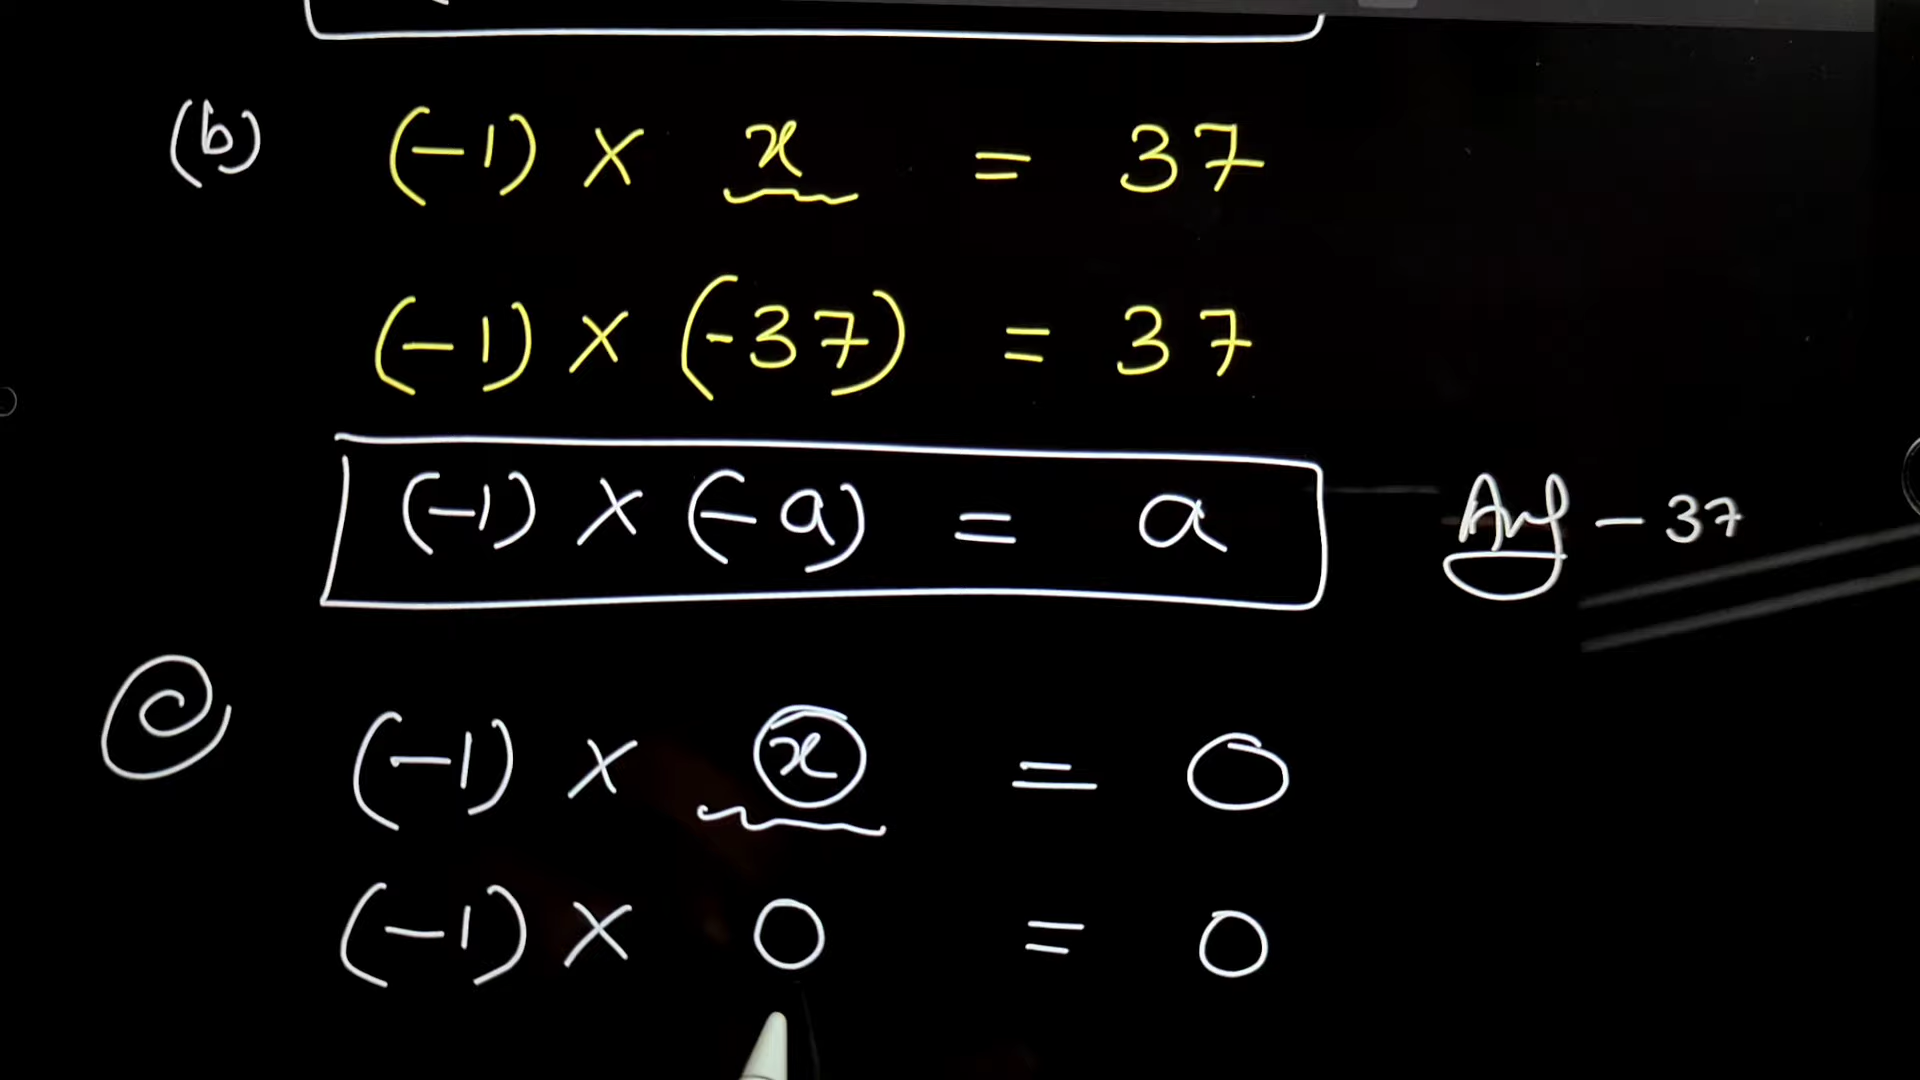 (b) (-1) × x = 37
(-1) × (-37) = 37
(-1) × (-a) = a Ans - 37
(c) (-1) × x = 0
(-1) × 0 = 0